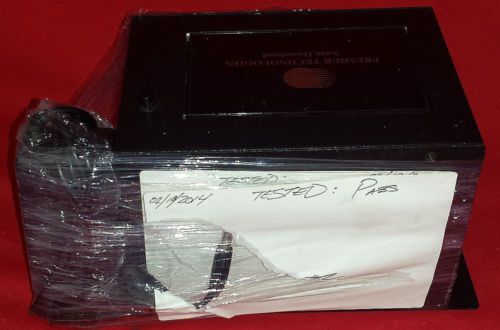 PREMIER TECHNOLOGIES
Auto Download
TESTED:
02/19/2014 TESTED: PASS